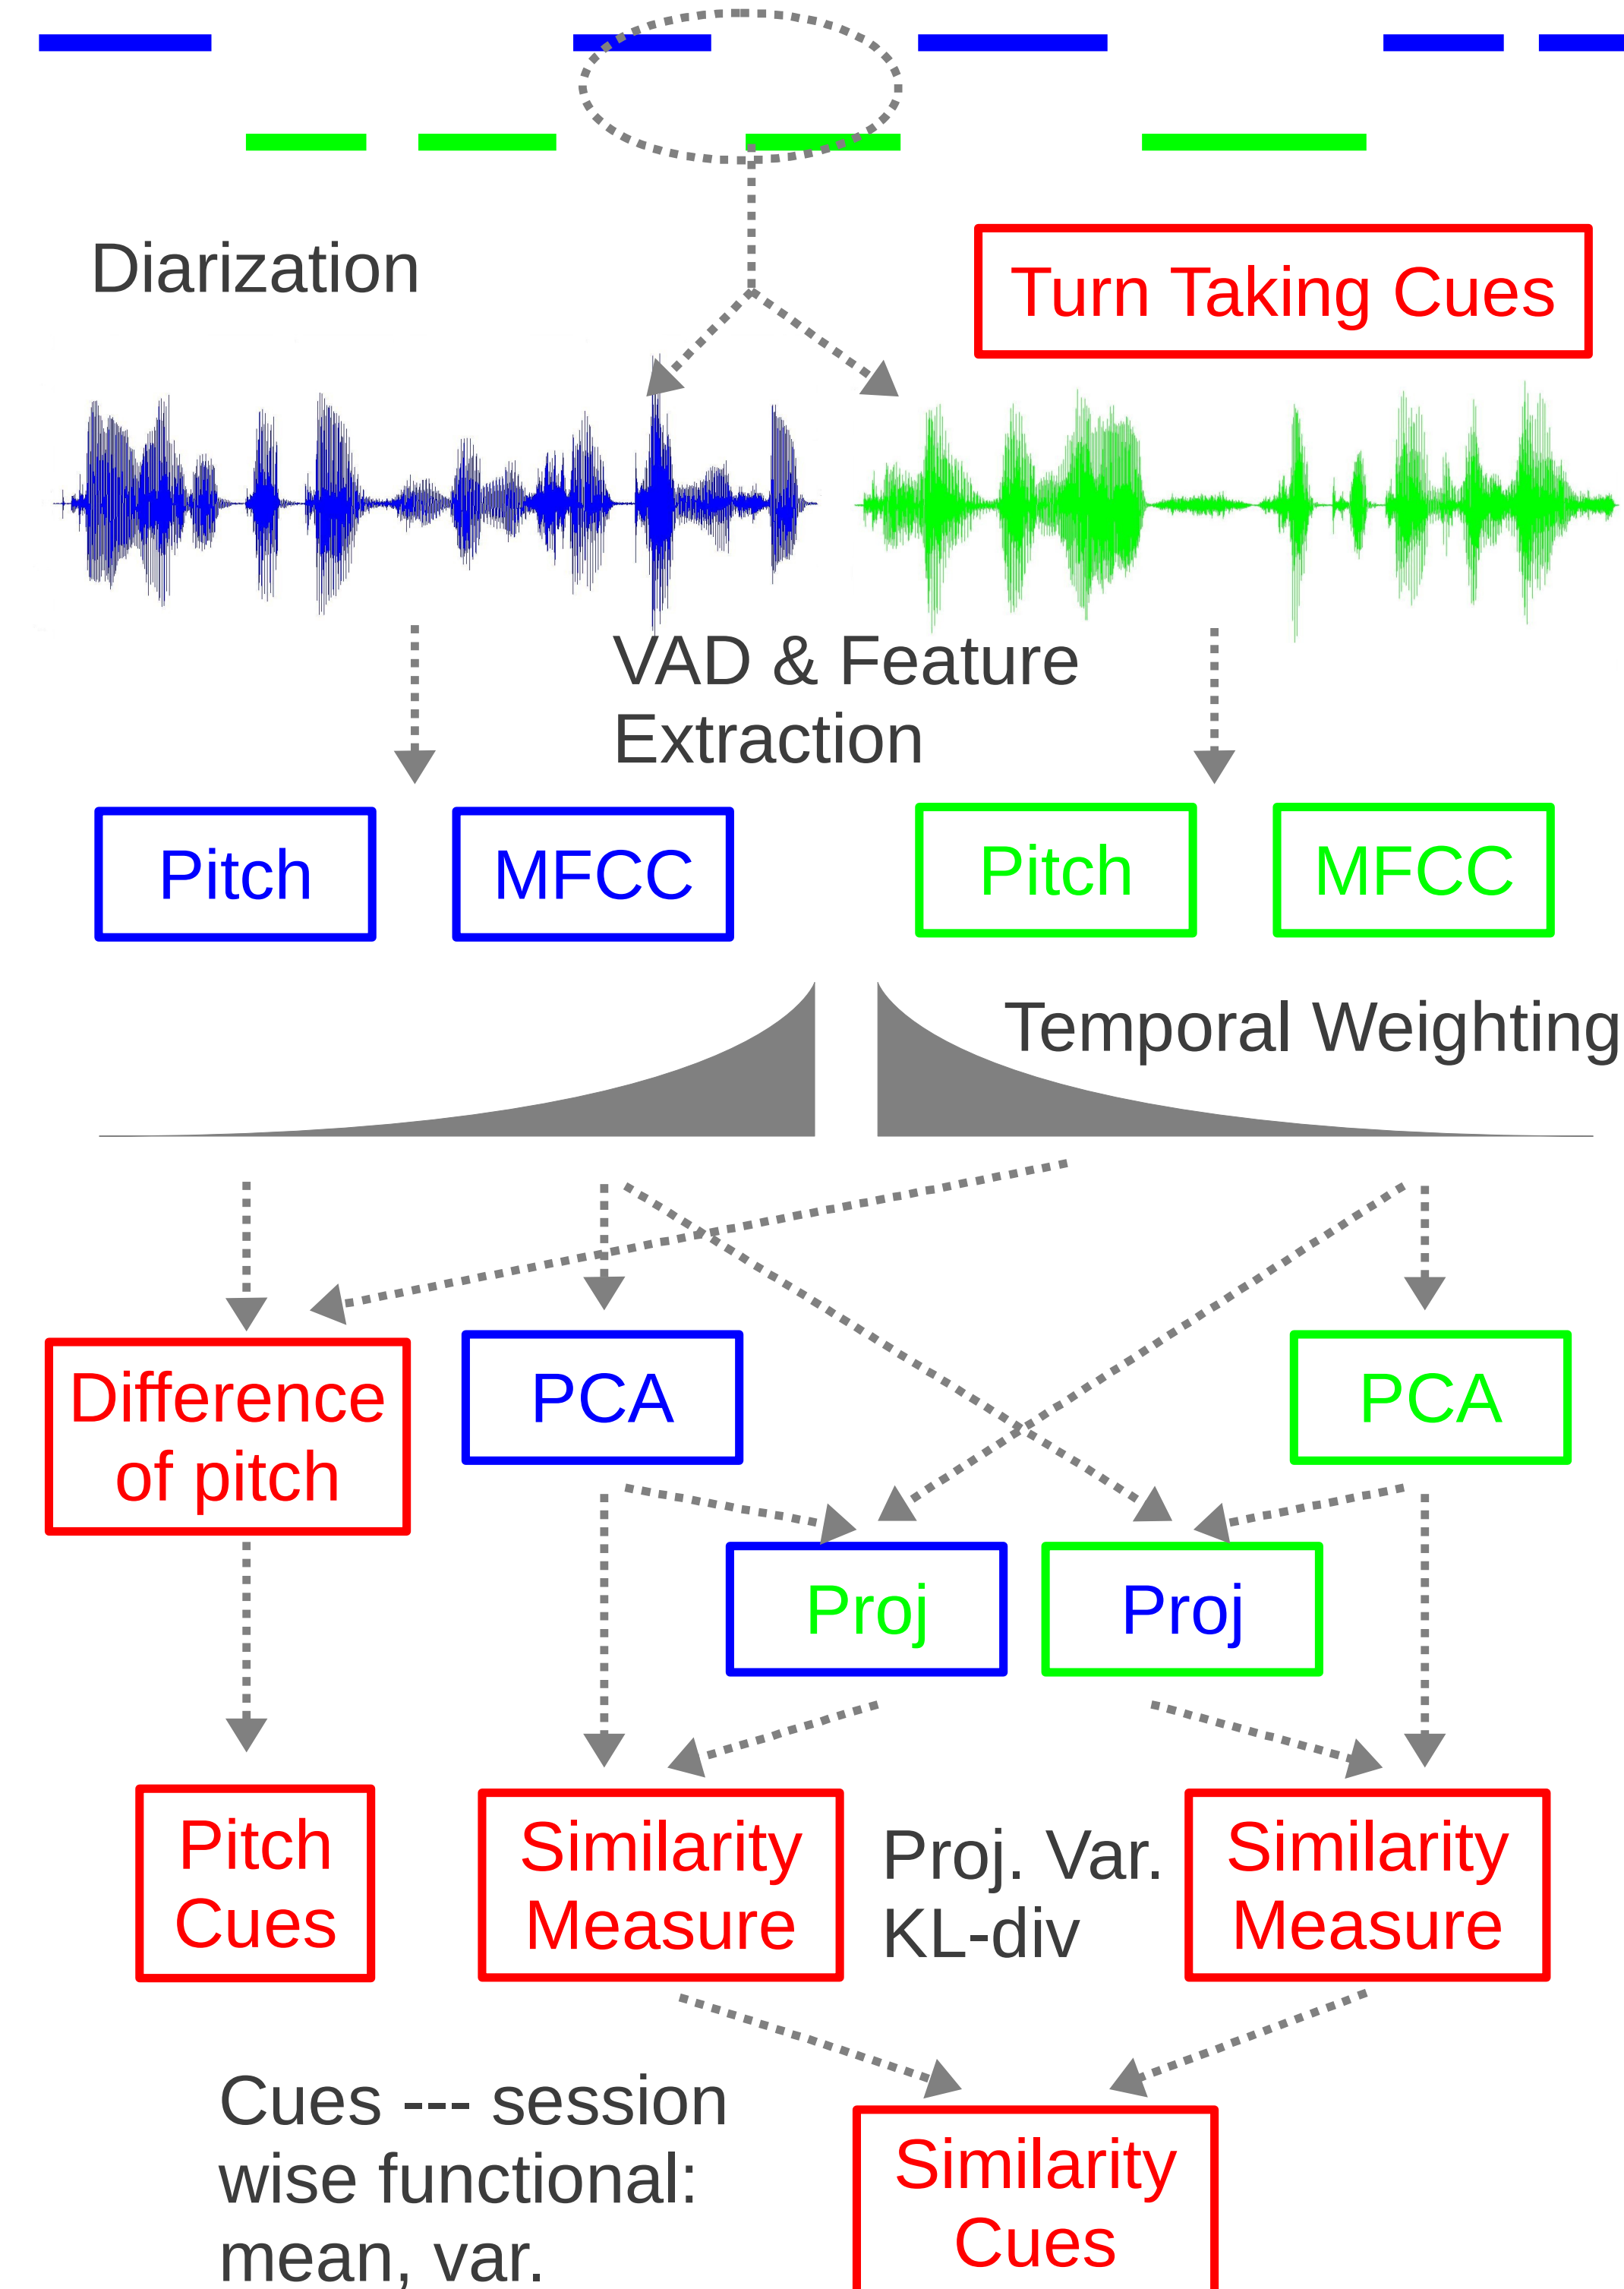 Diarization
Turn Taking Cues
VAD & Feature
Extraction
Pitch
MFCC
Pitch
MFCC
Temporal Weighting
Difference
of pitch
PCA
PCA
Proj
Proj
Pitch
Cues
Similarity
Measure
Proj. Var.
KL-div
Similarity
Measure
Cues --- session
wise functional:
mean, var.
Similarity
Cues